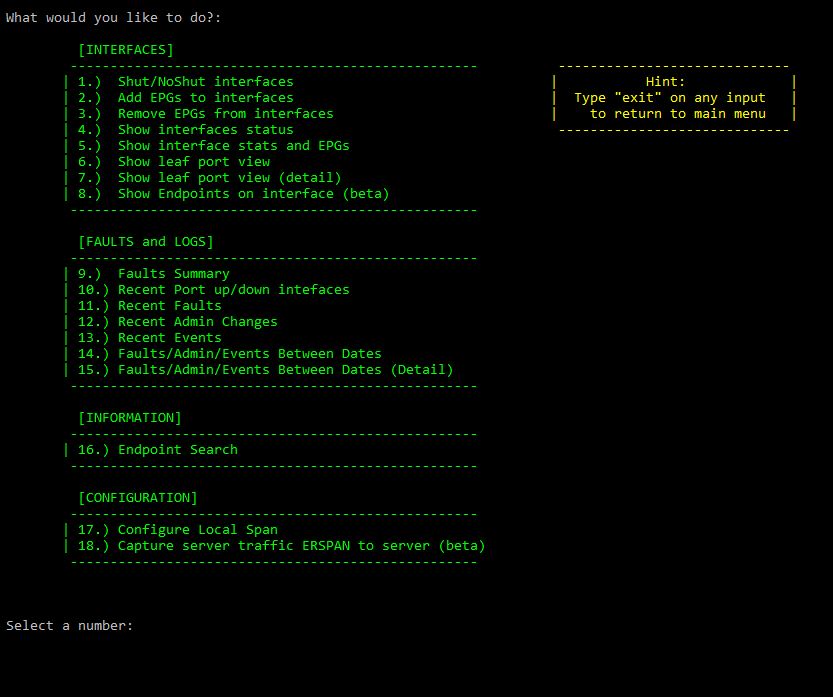 What would you like to do?:
[INTERFACES]
---------------------------------------------------
| 1.)  Shut/NoShut interfaces
| 2.)  Add EPGs to interfaces
| 3.)  Remove EPGs from interfaces
| 4.)  Show interfaces status
| 5.)  Show interface stats and EPGs
| 6.)  Show leaf port view
| 7.)  Show leaf port view (detail)
| 8.)  Show Endpoints on interface (beta)
---------------------------------------------------
-----------------------------
|           Hint:             |
|  Type "exit" on any input   |
|    to return to main menu   |
-----------------------------
[FAULTS and LOGS]
---------------------------------------------------
| 9.)  Faults Summary
| 10.) Recent Port up/down intefaces
| 11.) Recent Faults
| 12.) Recent Admin Changes
| 13.) Recent Events
| 14.) Faults/Admin/Events Between Dates
| 15.) Faults/Admin/Events Between Dates (Detail)
---------------------------------------------------
[INFORMATION]
---------------------------------------------------
| 16.) Endpoint Search
---------------------------------------------------
[CONFIGURATION]
---------------------------------------------------
| 17.) Configure Local Span
| 18.) Capture server traffic ERSPAN to server (beta)
---------------------------------------------------
Select a number: